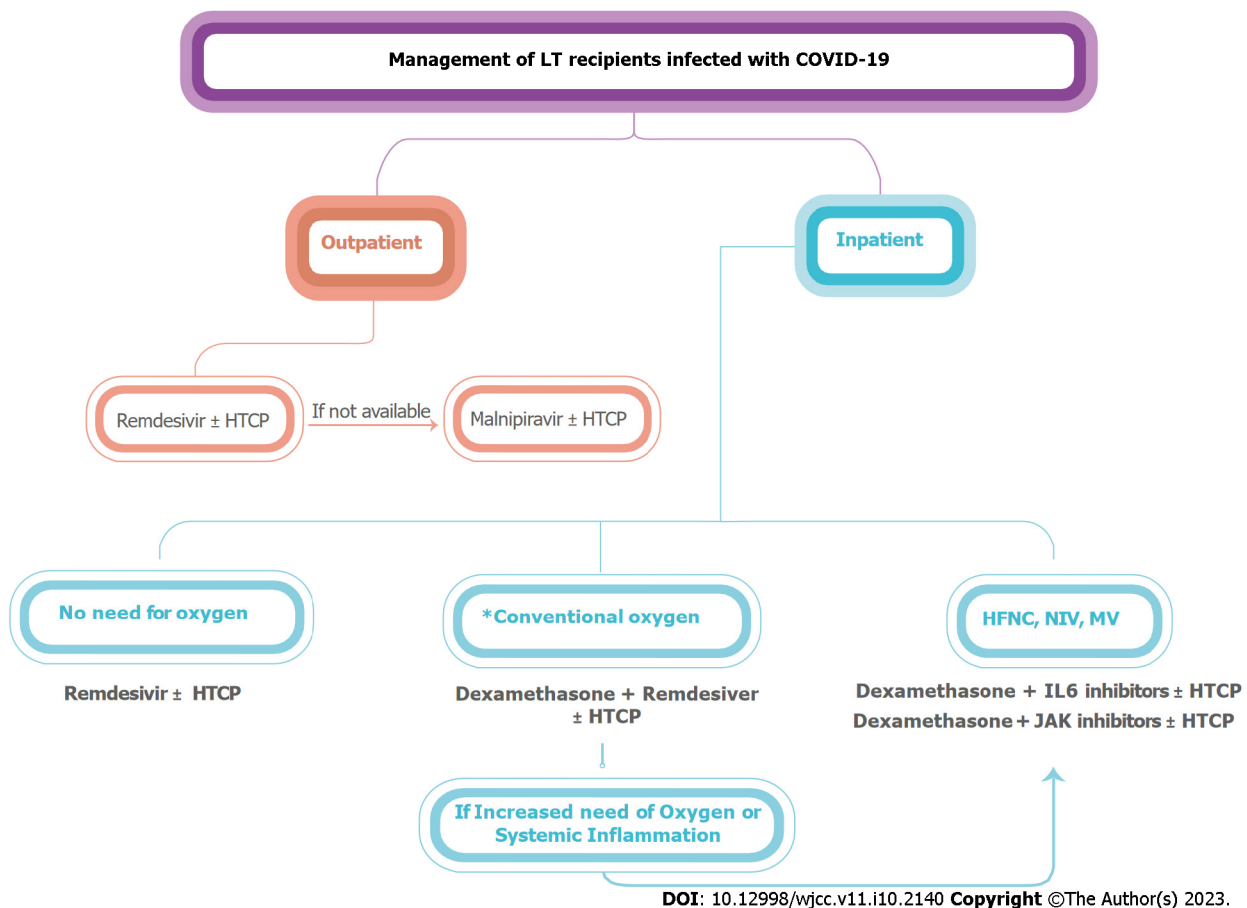 Management of LT recipients infected with COVID-19
Outpatient
Inpatient
Remdesivir ± HTCP
If not available
Malnipiravir ± HTCP
No need for oxygen
*Conventional oxygen
HFNC, NIV, MV
Remdesivir ± HTCP
Dexamethasone + Remdesiver
± HTCP
Dexamethasone + IL6 inhibitors ± HTCP
Dexamethasone + JAK inhibitors ± HTCP
If Increased need of Oxygen or
Systemic Inflammation
DOI: 10.12998/wjcc.v11.i10.2140 Copyright ©The Author(s) 2023.